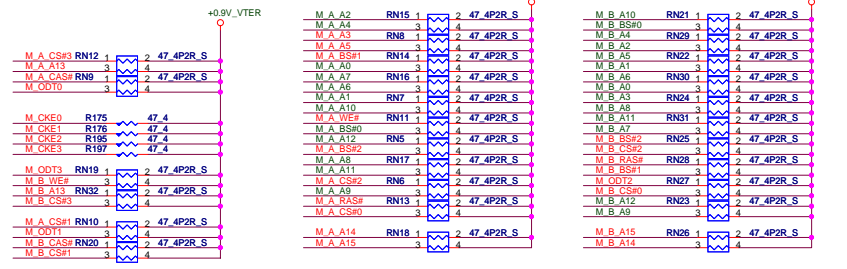 +0.9V_VTER
M_A_CS#3 RN12 1 2 47_4P2R_S
M_A_A13 3 4
M_A_CAS# RN9 1 2 47_4P2R_S
M_ODT0 3 4
M_CKE0 R175 47_4
M_CKE1 R176 47_4
M_CKE2 R195 47_4
M_CKE3 R197 47_4
M_ODT3 RN19 1 2 47_4P2R_S
M_B_WE# 3 4
M_B_A13 RN32 1 2 47_4P2R_S
M_B_CS#3 3 4
M_A_CS#1 RN10 1 2 47_4P2R_S
M_ODT1 3 4
M_B_CAS# RN20 1 2 47_4P2R_S
M_B_CS#1 3 4
M_A_A2 RN15 1 2 47_4P2R_S
M_A_A4 3 4
M_A_A3 RN8 1 2 47_4P2R_S
M_A_A5 3 4
M_A_BS#1 RN14 1 2 47_4P2R_S
M_A_A0 3 4
M_A_A7 RN16 1 2 47_4P2R_S
M_A_A6 3 4
M_A_A1 RN7 1 2 47_4P2R_S
M_A_A10 3 4
M_A_WE# RN11 1 2 47_4P2R_S
M_A_BS#0 3 4
M_A_A12 RN5 1 2 47_4P2R_S
M_A_BS#2 3 4
M_A_A8 RN17 1 2 47_4P2R_S
M_A_A11 3 4
M_A_CS#2 RN6 1 2 47_4P2R_S
M_A_A9 3 4
M_A_RAS# RN13 1 2 47_4P2R_S
M_A_CS#0 3 4
M_A_A14 RN18 1 2 47_4P2R_S
M_A_A15 3 4
M_B_A10 RN21 1 2 47_4P2R_S
M_B_BS#0 3 4
M_B_A4 RN29 1 2 47_4P2R_S
M_B_A2 3 4
M_B_A5 RN22 1 2 47_4P2R_S
M_B_A1 3 4
M_B_A6 RN30 1 2 47_4P2R_S
M_B_A0 3 4
M_B_A3 RN24 1 2 47_4P2R_S
M_B_A8 3 4
M_B_A11 RN31 1 2 47_4P2R_S
M_B_A7 3 4
M_B_BS#2 RN25 1 2 47_4P2R_S
M_B_CS#2 3 4
M_B_RAS# RN28 1 2 47_4P2R_S
M_B_BS#1 3 4
M_ODT2 RN27 1 2 47_4P2R_S
M_B_CS#0 3 4
M_B_A12 RN23 1 2 47_4P2R_S
M_B_A9 3 4
M_B_A15 RN26 1 2 47_4P2R_S
M_B_A14 3 4